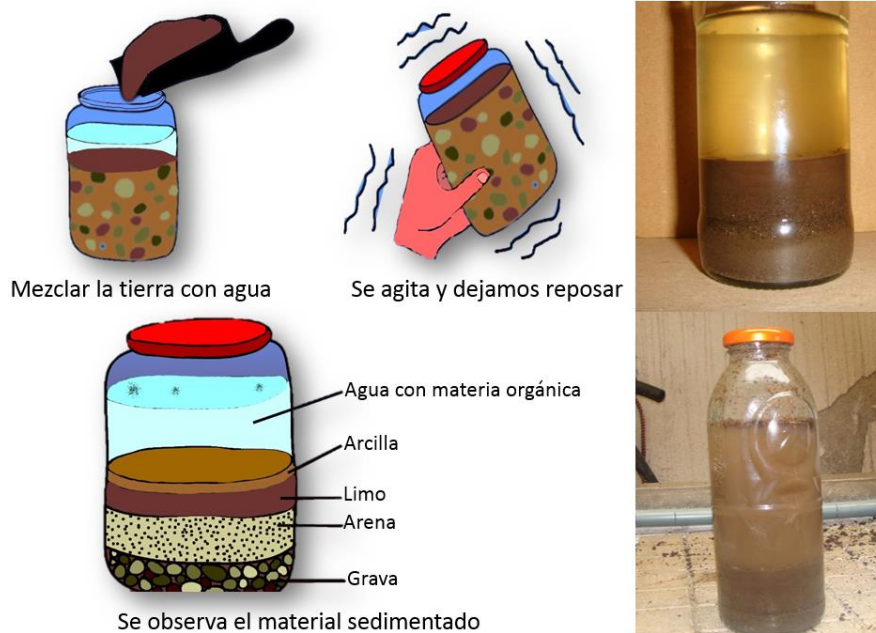 Mezclar la tierra con agua
Se agita y dejamos reposar
Agua con materia orgánica
Arcilla
Limo
Arena
Grava
Se observa el material sedimentado